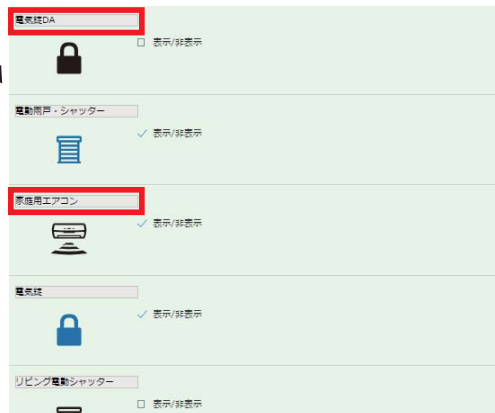 電気錠DA
表示/非表示
電動雨戸・シャッター
表示/非表示
家庭用エアコン
表示/非表示
電気錠
表示/非表示
リビング電動シャッター
表示/非表示